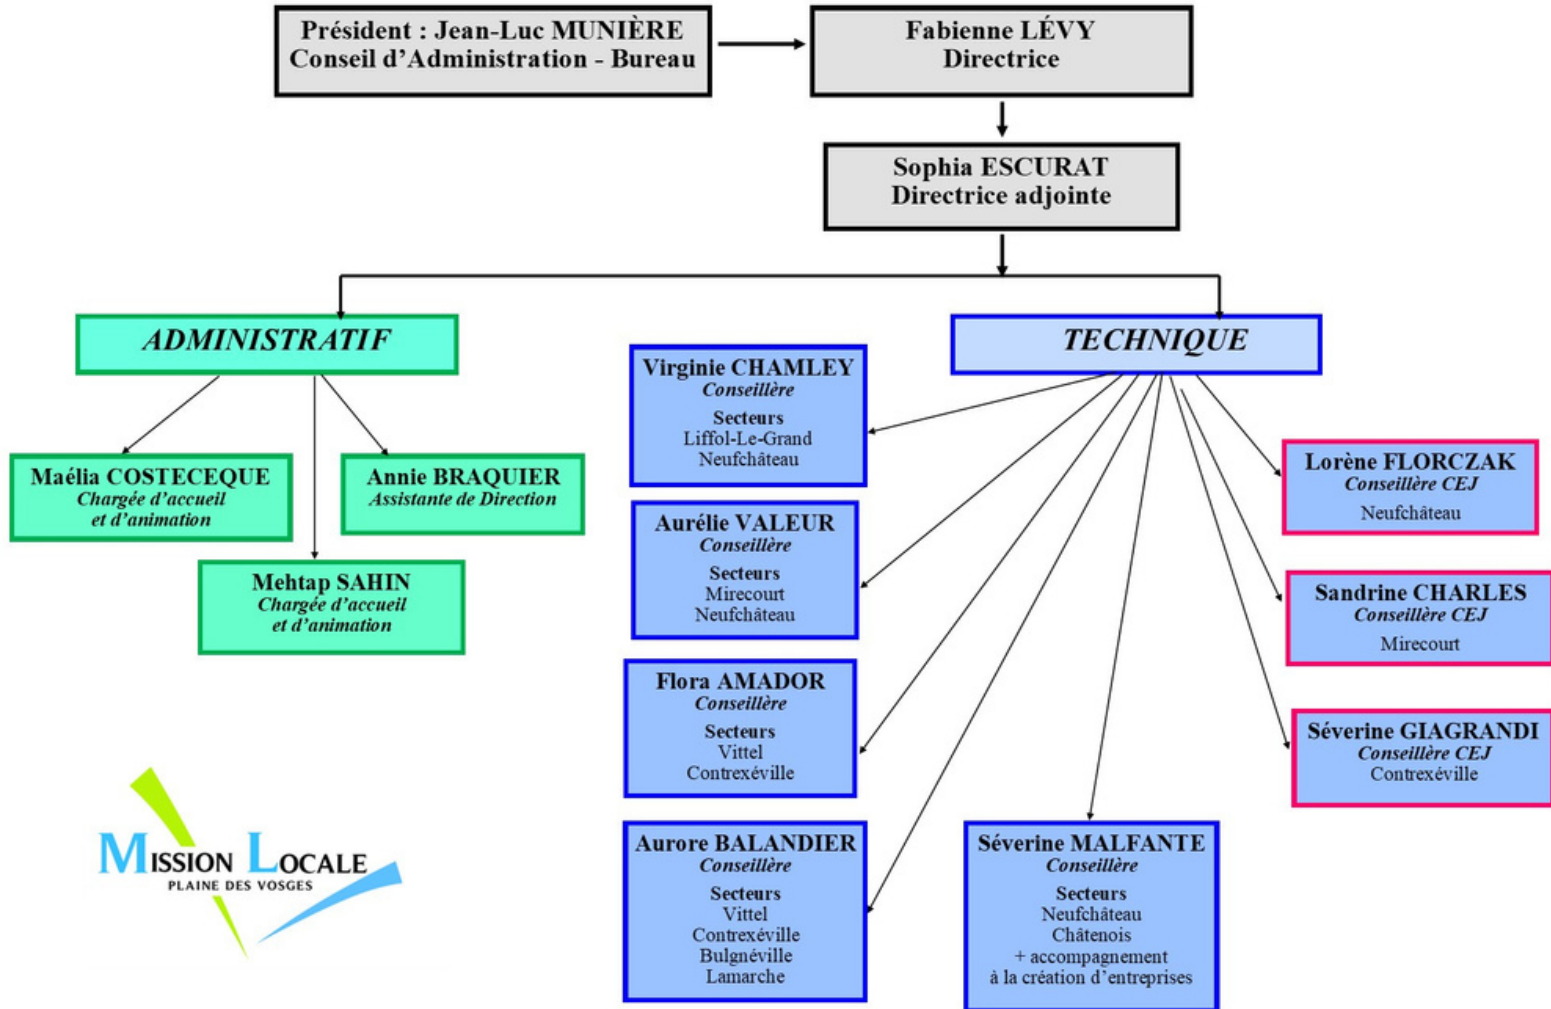 Président : Jean-Luc MUNIÈRE
Conseil d’Administration - Bureau
Fabienne LÉVY
Directrice
Sophia ESCURAT
Directrice adjointe
ADMINISTRATIF
TECHNIQUE
Maélia COSTECEQUE
Chargée d’accueil
et d’animation
Annie BRAQUIER
Assistante de Direction
Mehtap SAHIN
Chargée d’accueil
et d’animation
Virginie CHAMLEY
Conseillère
Secteurs
Liffol-Le-Grand
Neufchâteau
Aurélie VALEUR
Conseillère
Secteurs
Mirecourt
Neufchâteau
Flora AMADOR
Conseillère
Secteurs
Vittel
Contrexéville
Aurore BALANDIER
Conseillère
Secteurs
Vittel
Contrexéville
Bulgnéville
Lamarche
Séverine MALFANTE
Conseillère
Secteurs
Neufchâteau
Châtenois
+ accompagnement
à la création d’entreprises
Lorène FLORCZAK
Conseillère CEJ
Neufchâteau
Sandrine CHARLES
Conseillère CEJ
Mirecourt
Séverine GIAGRANDI
Conseillère CEJ
Contrexéville
MISSION LOCALE
PLAINE DES VOSGES